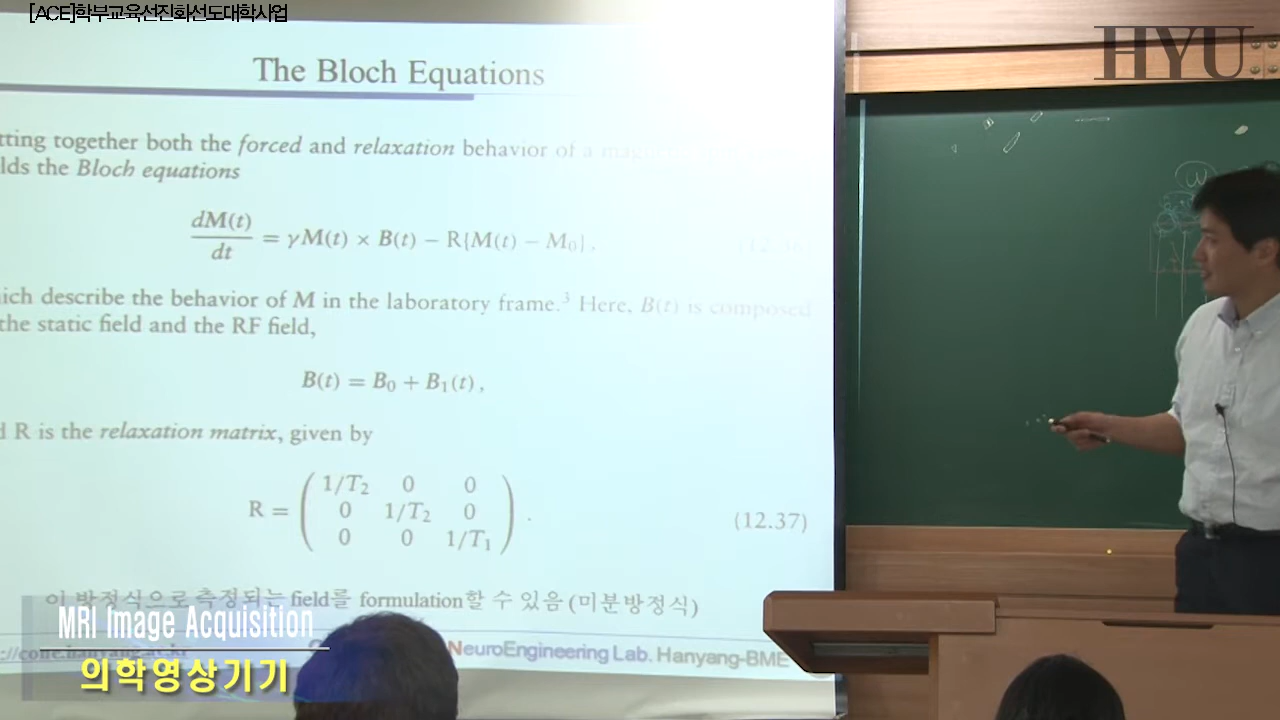 [ACE]학부교육선진화선도대학사업
HYU
The Bloch Equations
tting together both the forced and relaxation behavior of a
lds the Bloch equations
dM(t)/dt = γM(t) × B(t) − R{M(t) − M₀},
ich describe the behavior of M in the laboratory frame.³ Here, B(t) is composed
the static field and the RF field,
B(t) = B₀ + B₁(t),
d R is the relaxation matrix, given by
R = ( 1/T₂ 0 0
0 1/T₂ 0
0 0 1/T₁ ) . (12.37)
이 방정식으로 측정되는 field를 formulation할 수 있음 (미분방정식)
MRI Image Acquisition
://cone.hanyang.ac.kr NeuroEngineering Lab. Hanyang-BME
의학영상기기